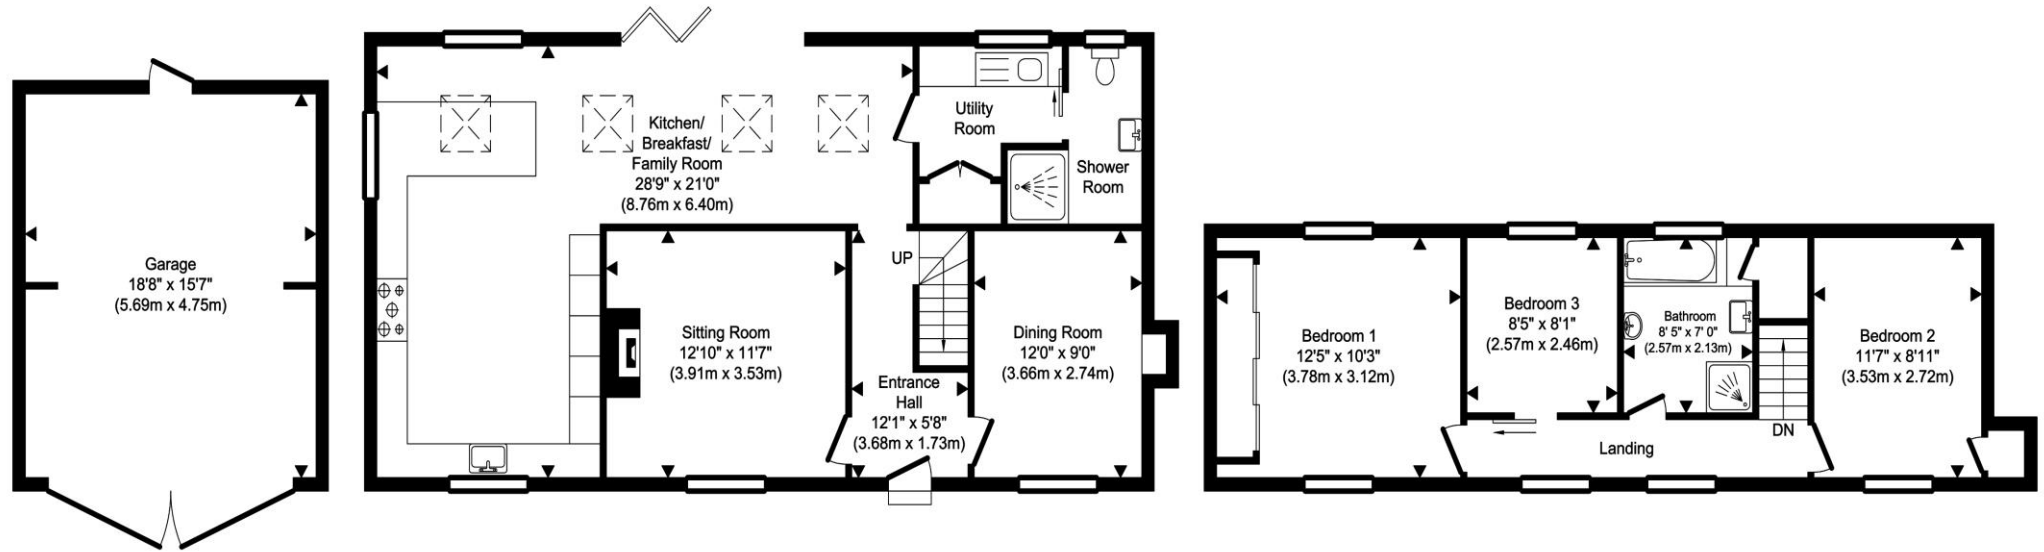 Garage
18'8" x 15'7"
(5.69m x 4.75m)
Kitchen/
Breakfast/
Family Room
28'9" x 21'0"
(8.76m x 6.40m)
Utility
Room
Shower
Room
UP
Sitting Room
12'10" x 11'7"
(3.91m x 3.53m)
Entrance
Hall
12'1" x 5'8"
(3.68m x 1.73m)
Dining Room
12'0" x 9'0"
(3.66m x 2.74m)
Bedroom 1
12'5" x 10'3"
(3.78m x 3.12m)
Bedroom 3
8'5" x 8'1"
(2.57m x 2.46m)
Bathroom
8' 5" x 7' 0"
(2.57m x 2.13m)
Bedroom 2
11'7" x 8'11"
(3.53m x 2.72m)
DN
Landing